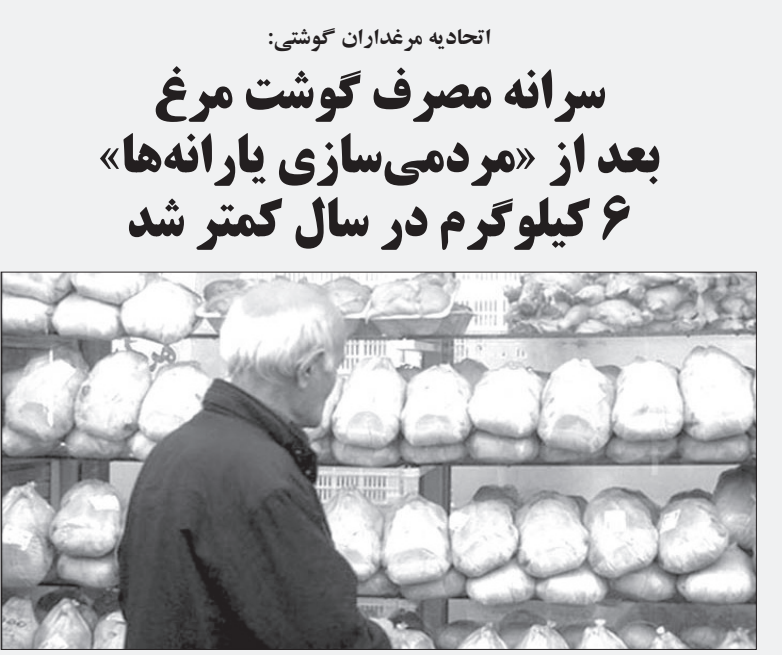 اتحادیه مرغداران گوشتی:
سرانه مصرف گوشت مرغ
بعد از «مردمی‌سازی یارانه‌ها»
۶ کیلوگرم در سال کمتر شد